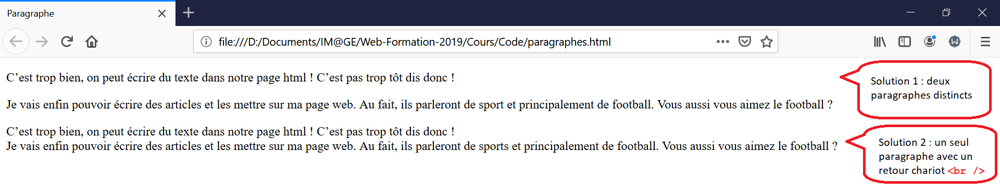 Paragraphe
file:///D:/Documents/IM@GE/Web-Formation-2019/Cours/Code/paragraphes.html
C’est trop bien, on peut écrire du texte dans notre page html ! C’est pas trop tôt dis donc !
Je vais enfin pouvoir écrire des articles et les mettre sur ma page web. Au fait, ils parleront de sport et principalement de football. Vous aussi vous aimez le football ?
Solution 1 : deux
paragraphes distincts
C’est trop bien, on peut écrire du texte dans notre page html ! C’est pas trop tôt dis donc !
Je vais enfin pouvoir écrire des articles et les mettre sur ma page web. Au fait, ils parleront de sports et principalement de football. Vous aussi vous aimez le football ?
Solution 2 : un seul
paragraphe avec un
retour chariot <br />